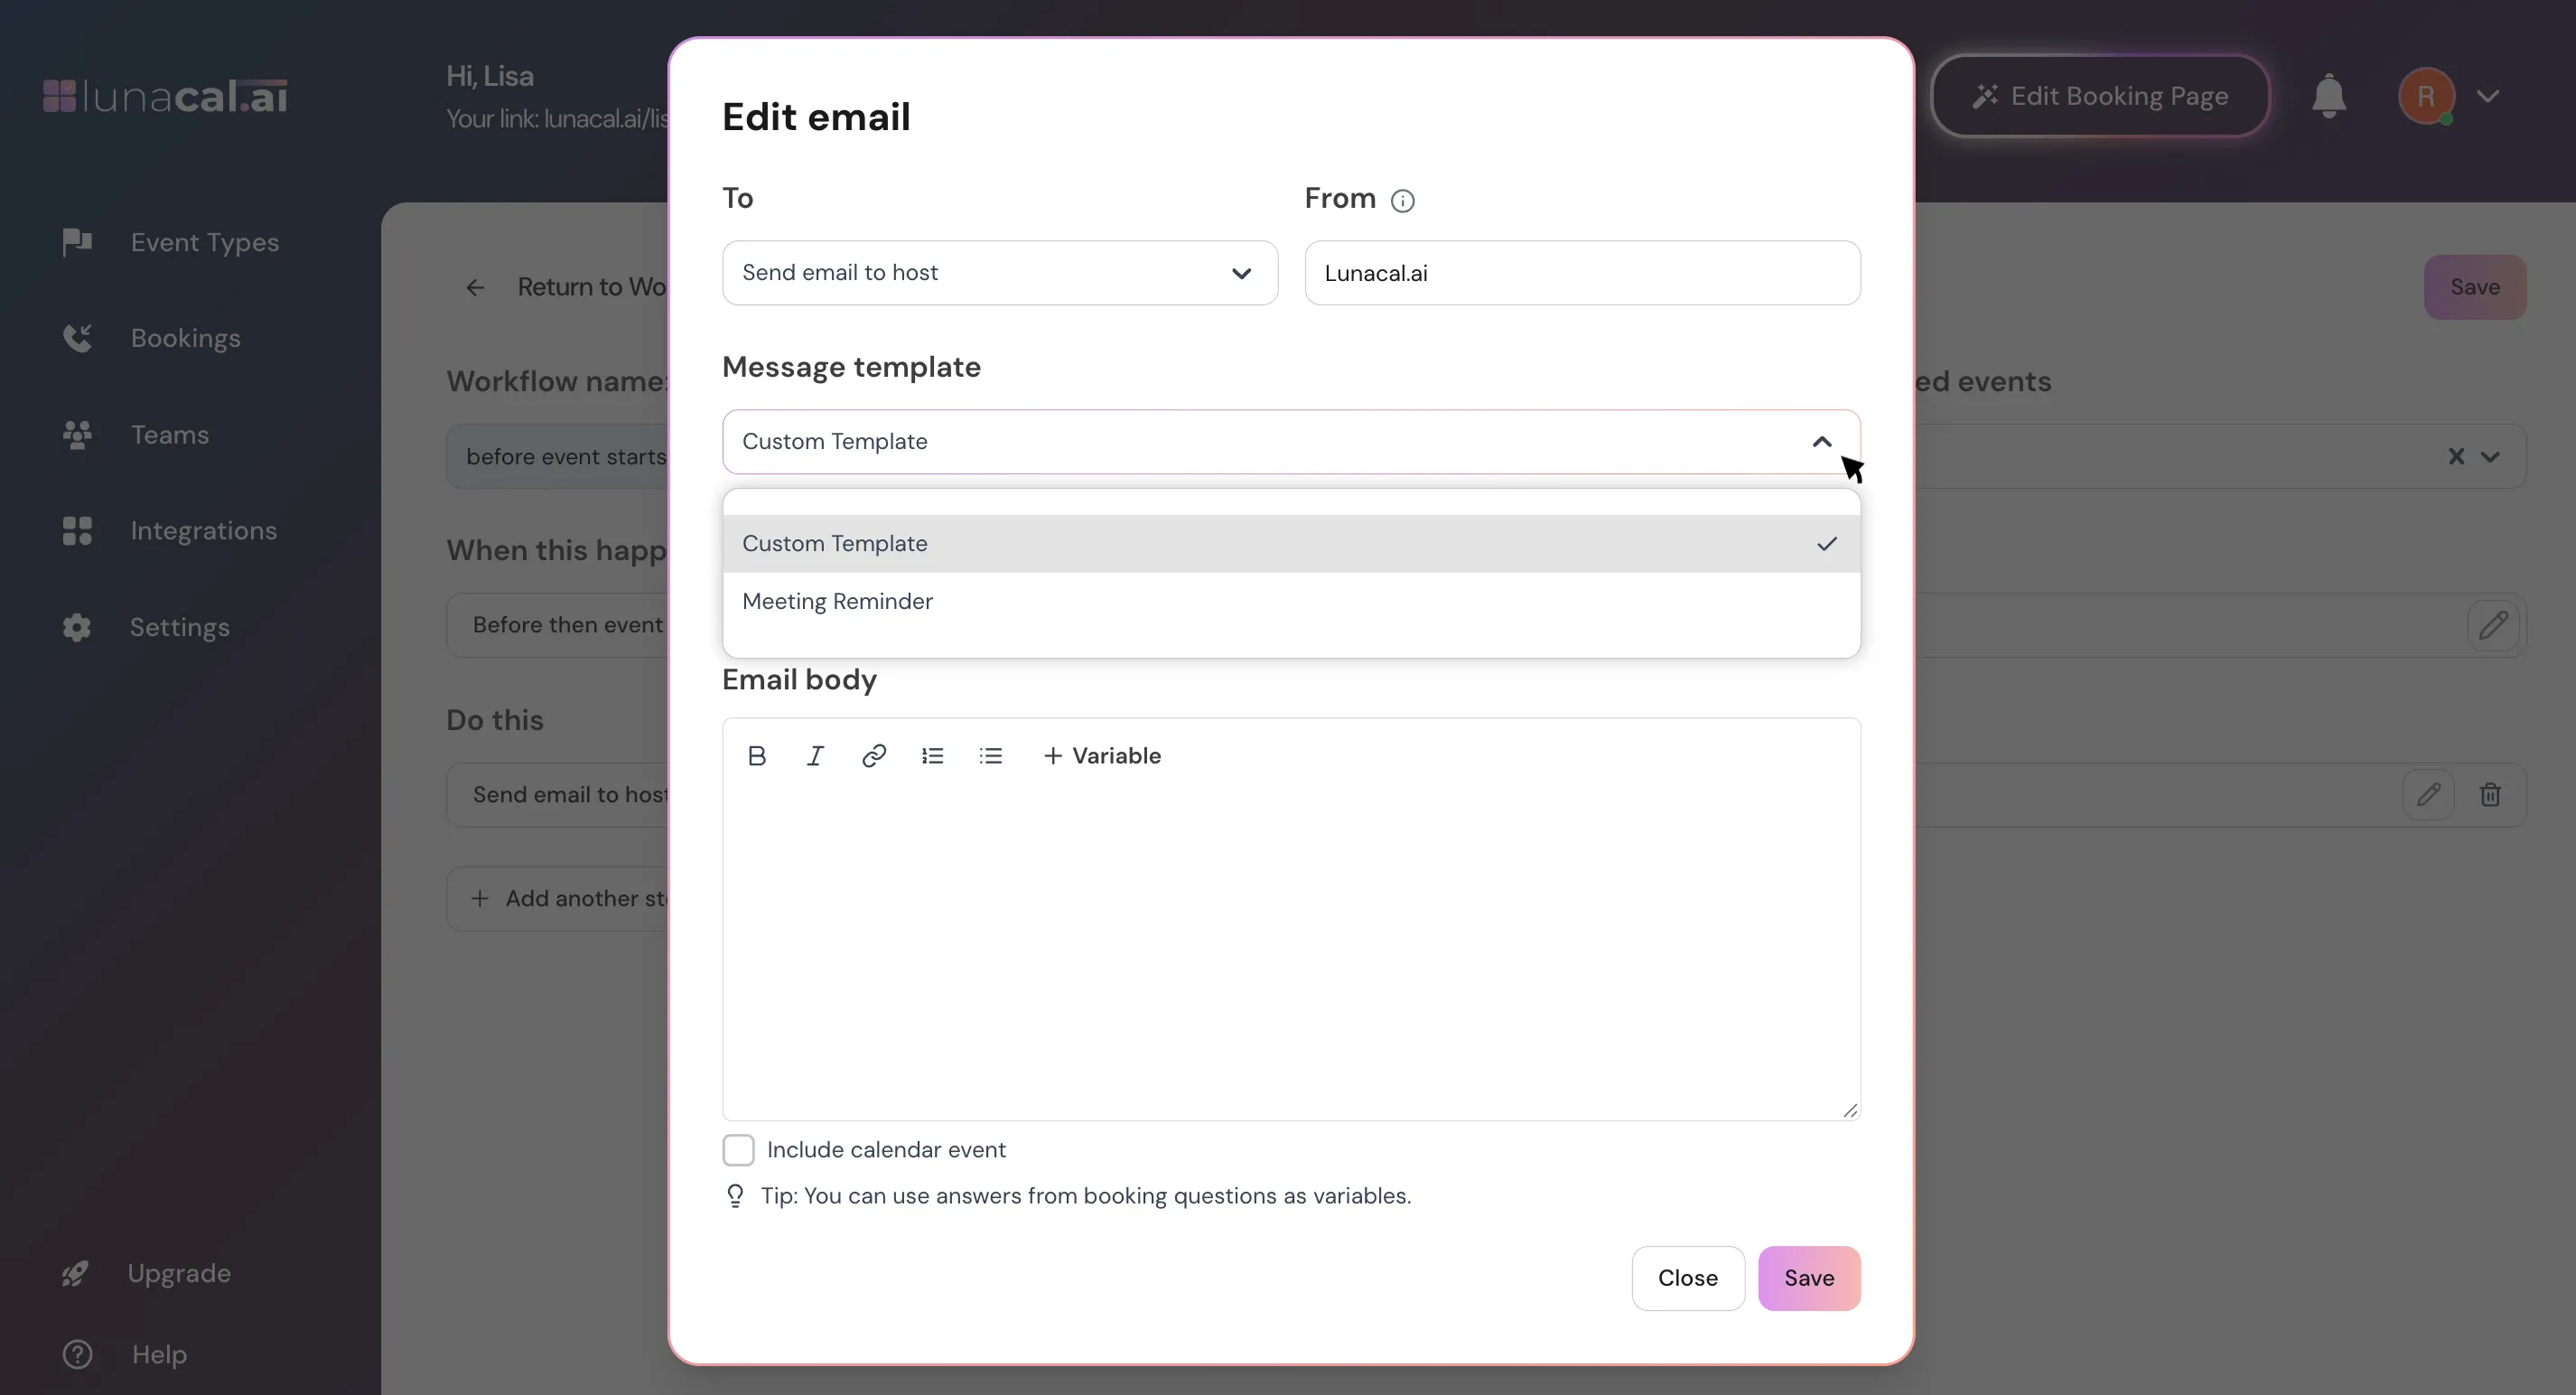 lunacal.ai
Hi, Lisa
Your link: lunacal.ai/lis
Edit Booking Page
R
Event Types
Bookings
Teams
Integrations
Settings
Upgrade
Help
Return to Wo
Save
Workflow name:
ed events
before event starts
When this happ
Before then event
Do this
Send email to host
Add another ste
Edit email
To
From
Send email to host
Lunacal.ai
Message template
Custom Template
Custom Template
Meeting Reminder
Email body
B I + Variable
Include calendar event
Tip: You can use answers from booking questions as variables.
Close
Save